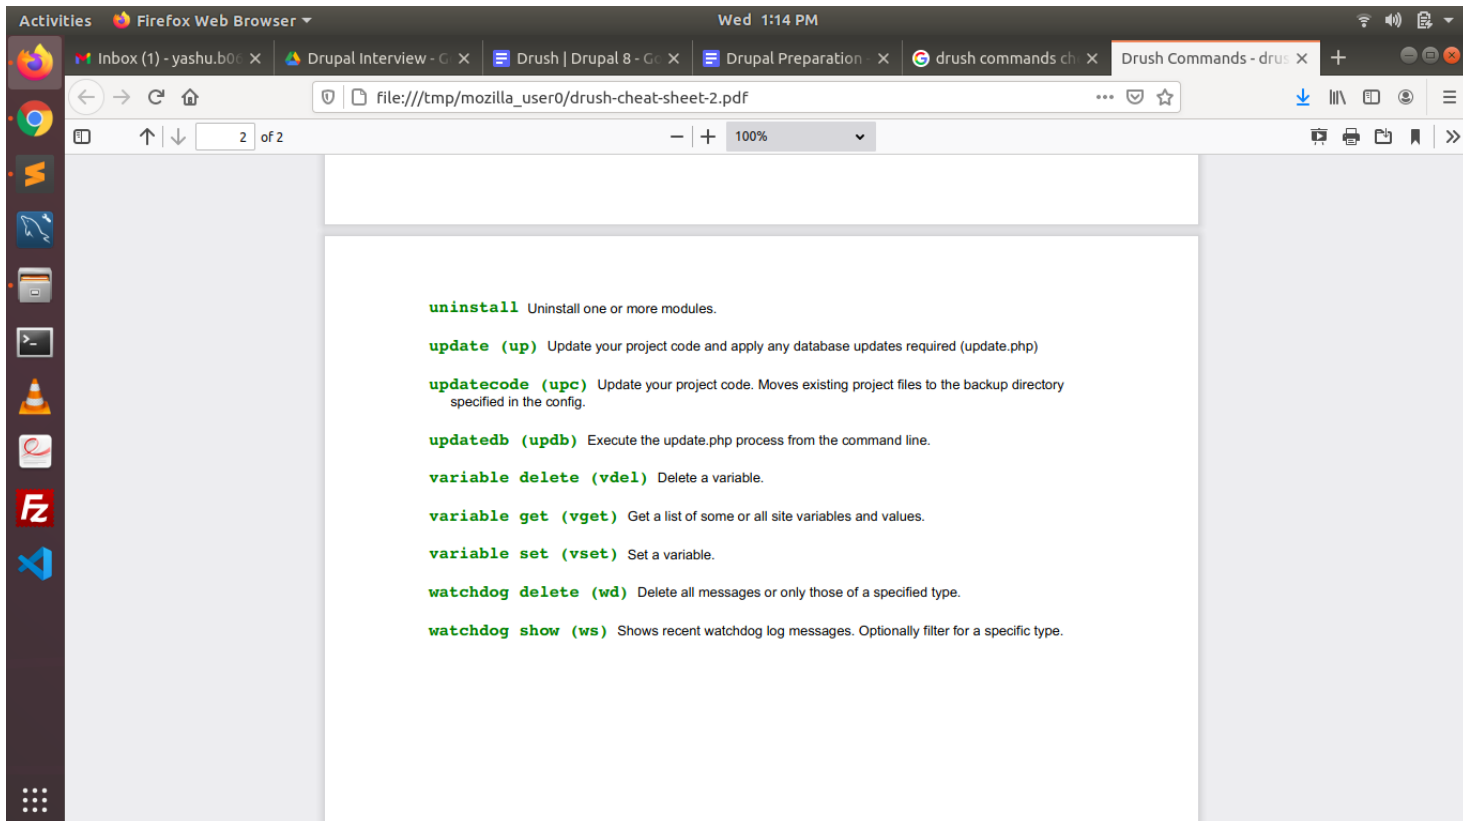 Activities Firefox Web Browser Wed 1:14 PM
Inbox (1) - yashu.b06 Drupal Interview - G Drush | Drupal 8 - Go Drupal Preparation - drush commands ch Drush Commands - drus
file:///tmp/mozilla_user0/drush-cheat-sheet-2.pdf
2 of 2 100%
uninstall Uninstall one or more modules.
update (up) Update your project code and apply any database updates required (update.php)
updatecode (upc) Update your project code. Moves existing project files to the backup directory
specified in the config.
updatedb (updb) Execute the update.php process from the command line.
variable delete (vdel) Delete a variable.
variable get (vget) Get a list of some or all site variables and values.
variable set (vset) Set a variable.
watchdog delete (wd) Delete all messages or only those of a specified type.
watchdog show (ws) Shows recent watchdog log messages. Optionally filter for a specific type.